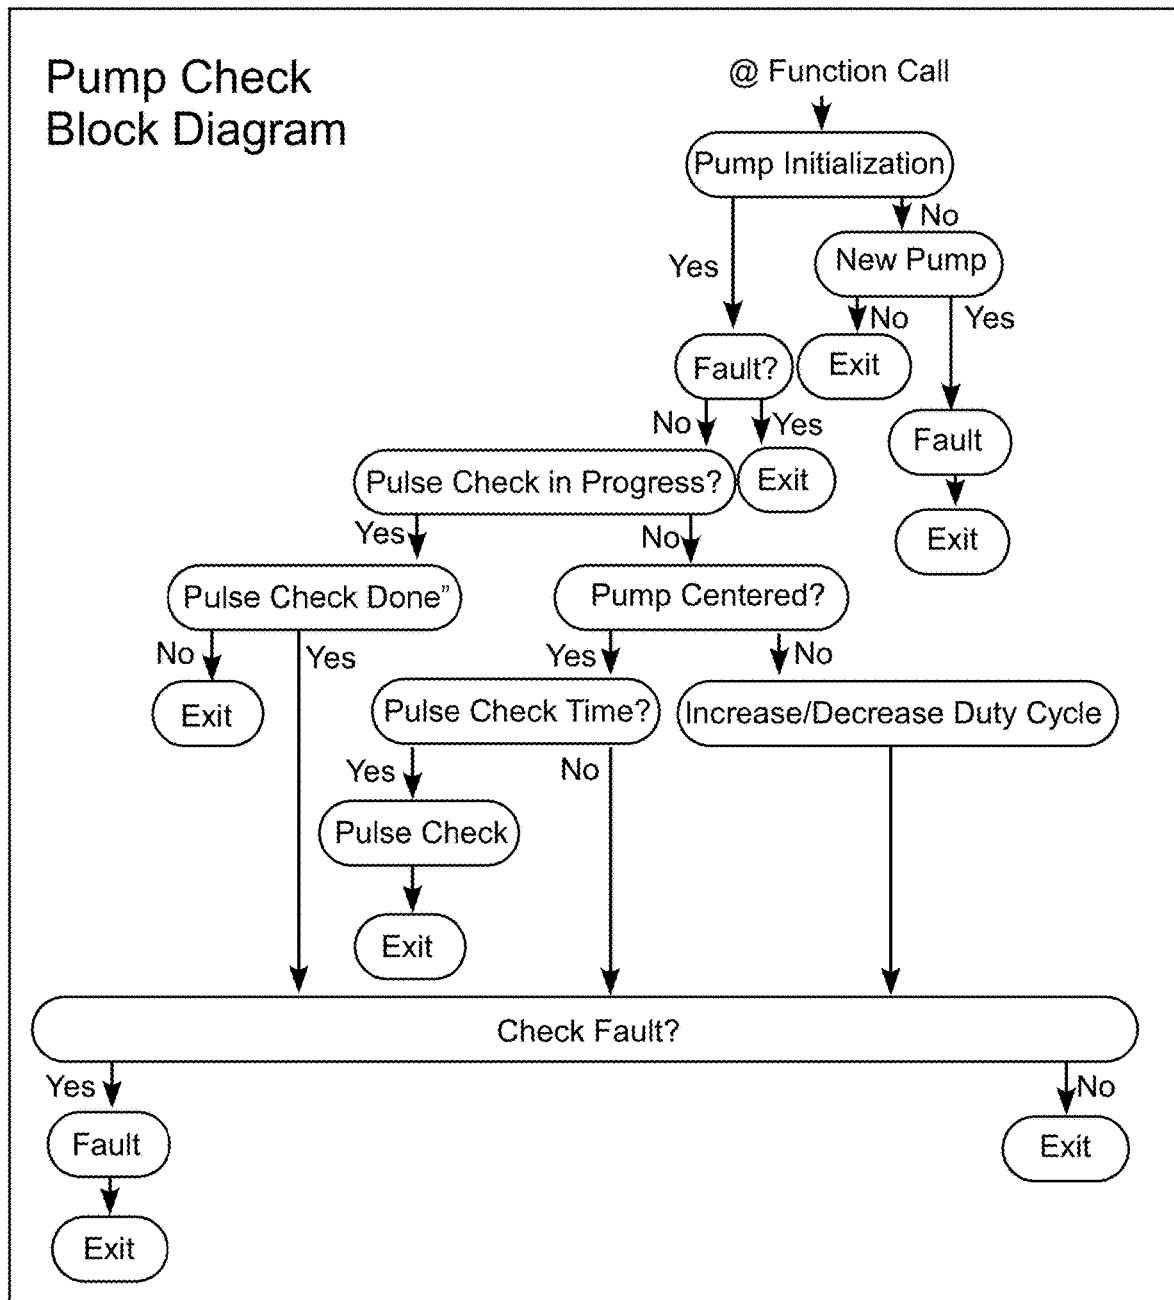 Pump Check
Block Diagram
@ Function Call
Pump Initialization
No
Yes
New Pump
No
Yes
Fault?
Exit
No
Yes
Fault
Pulse Check in Progress?
Exit
Yes
No
Exit
Pulse Check Done"
Pump Centered?
No
Yes
Yes
No
Exit
Pulse Check Time?
Increase/Decrease Duty Cycle
Yes
No
Pulse Check
Exit
Check Fault?
Yes
No
Fault
Exit
Exit